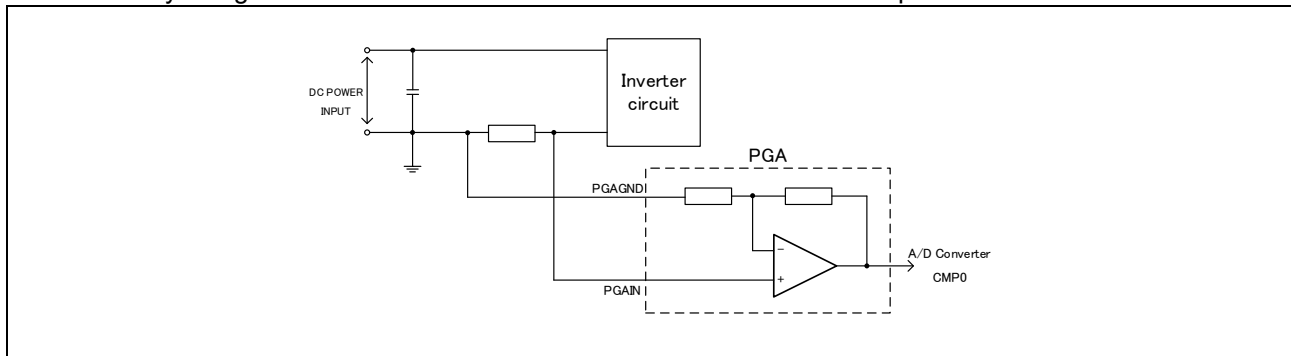 Inverter
circuit
DC POWER
INPUT
PGA
PGAGND
-
+
A/D Converter
CMP0
PGAIN